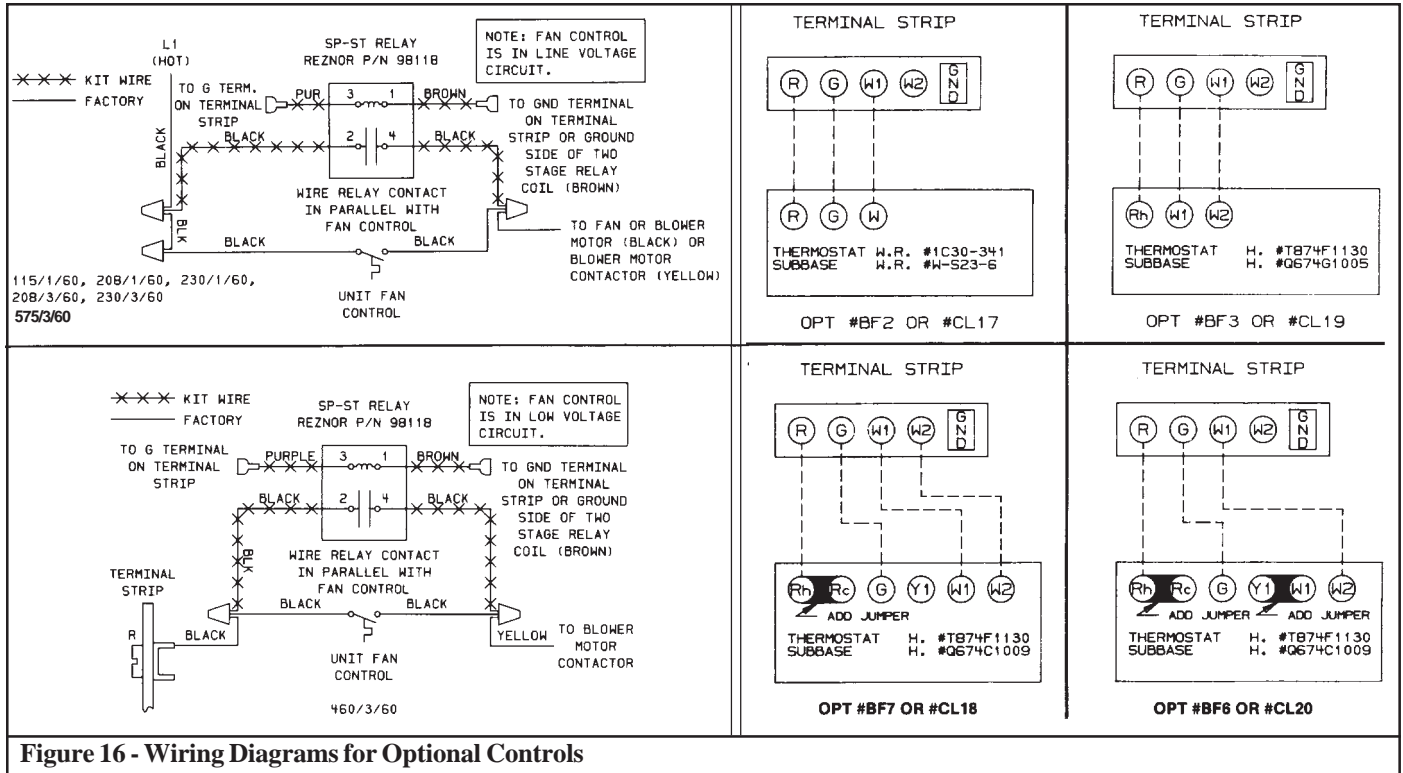 L1
(HOT)
KIT WIRE
FACTORY
SP-ST RELAY
REZNOR P/N 98118
NOTE: FAN CONTROL
IS IN LINE VOLTAGE
CIRCUIT.
TO G TERM.
ON TERMINAL
STRIP
PUR
3
1
BROWN
TO GND TERMINAL
ON TERMINAL
STRIP OR GROUND
SIDE OF TWO
STAGE RELAY
COIL (BROWN)
BLACK
BLACK
2
4
BLACK
WIRE RELAY CONTACT
IN PARALLEL WITH
FAN CONTROL
BLK
BLACK
BLACK
TO FAN OR BLOWER
MOTOR (BLACK) OR
BLOWER MOTOR
CONTACTOR (YELLOW)
UNIT FAN
CONTROL
115/1/60, 208/1/60, 230/1/60,
208/3/60, 230/3/60
575/3/60
TERMINAL STRIP
R G W1 W2 GND
R G W
THERMOSTAT W.R. #1C30-341
SUBBASE W.R. #W-S23-6
OPT #BF2 OR #CL17
TERMINAL STRIP
R G W1 W2 GND
Rh W1 W2
THERMOSTAT H. #T874F1130
SUBBASE H. #Q674G1005
OPT #BF3 OR #CL19
KIT WIRE
FACTORY
SP-ST RELAY
REZNOR P/N 98118
NOTE: FAN CONTROL
IS IN LOW VOLTAGE
CIRCUIT.
TO G TERMINAL
ON TERMINAL
STRIP
PURPLE
3
1
BROWN
TO GND TERMINAL
ON TERMINAL
STRIP OR GROUND
SIDE OF TWO
STAGE RELAY
COIL (BROWN)
BLACK
2
4
BLACK
BLK
WIRE RELAY CONTACT
IN PARALLEL WITH
FAN CONTROL
TERMINAL
STRIP
R
BLACK
BLACK
BLACK
YELLOW
TO BLOWER
MOTOR
CONTACTOR
UNIT FAN
CONTROL
460/3/60
TERMINAL STRIP
R G W1 W2 GND
Rh Rc G Y1 W1 W2
ADD JUMPER
THERMOSTAT H. #T874F1130
SUBBASE H. #Q674C1009
OPT #BF7 OR #CL18
TERMINAL STRIP
R G W1 W2 GND
Rh Rc G Y1 W1 W2
ADD JUMPER ADD JUMPER
THERMOSTAT H. #T874F1130
SUBBASE H. #Q674C1009
OPT #BF6 OR #CL20
Figure 16 - Wiring Diagrams for Optional Controls